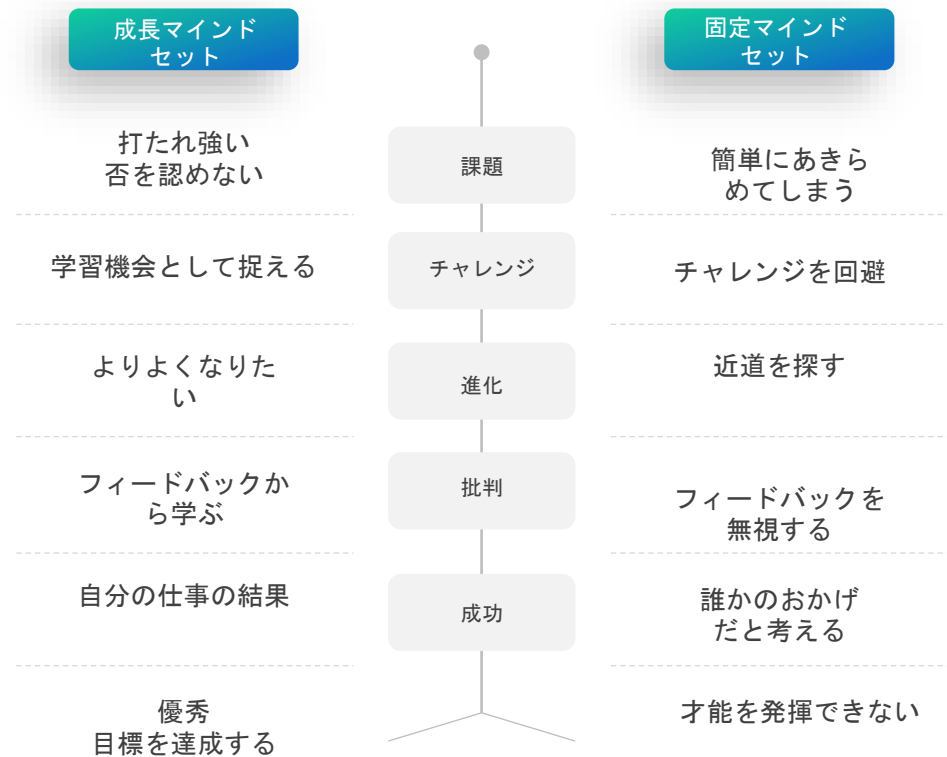 成長マインド
セット
固定マインド
セット
打たれ強い
否を認めない
課題
簡単にあきら
めてしまう
学習機会として捉える
チャレンジ
チャレンジを回避
よりよくなりた
い
進化
近道を探す
フィードバックか
ら学ぶ
批判
フィードバックを
無視する
自分の仕事の結果
成功
誰かのおかげ
だと考える
優秀
目標を達成する
才能を発揮できない